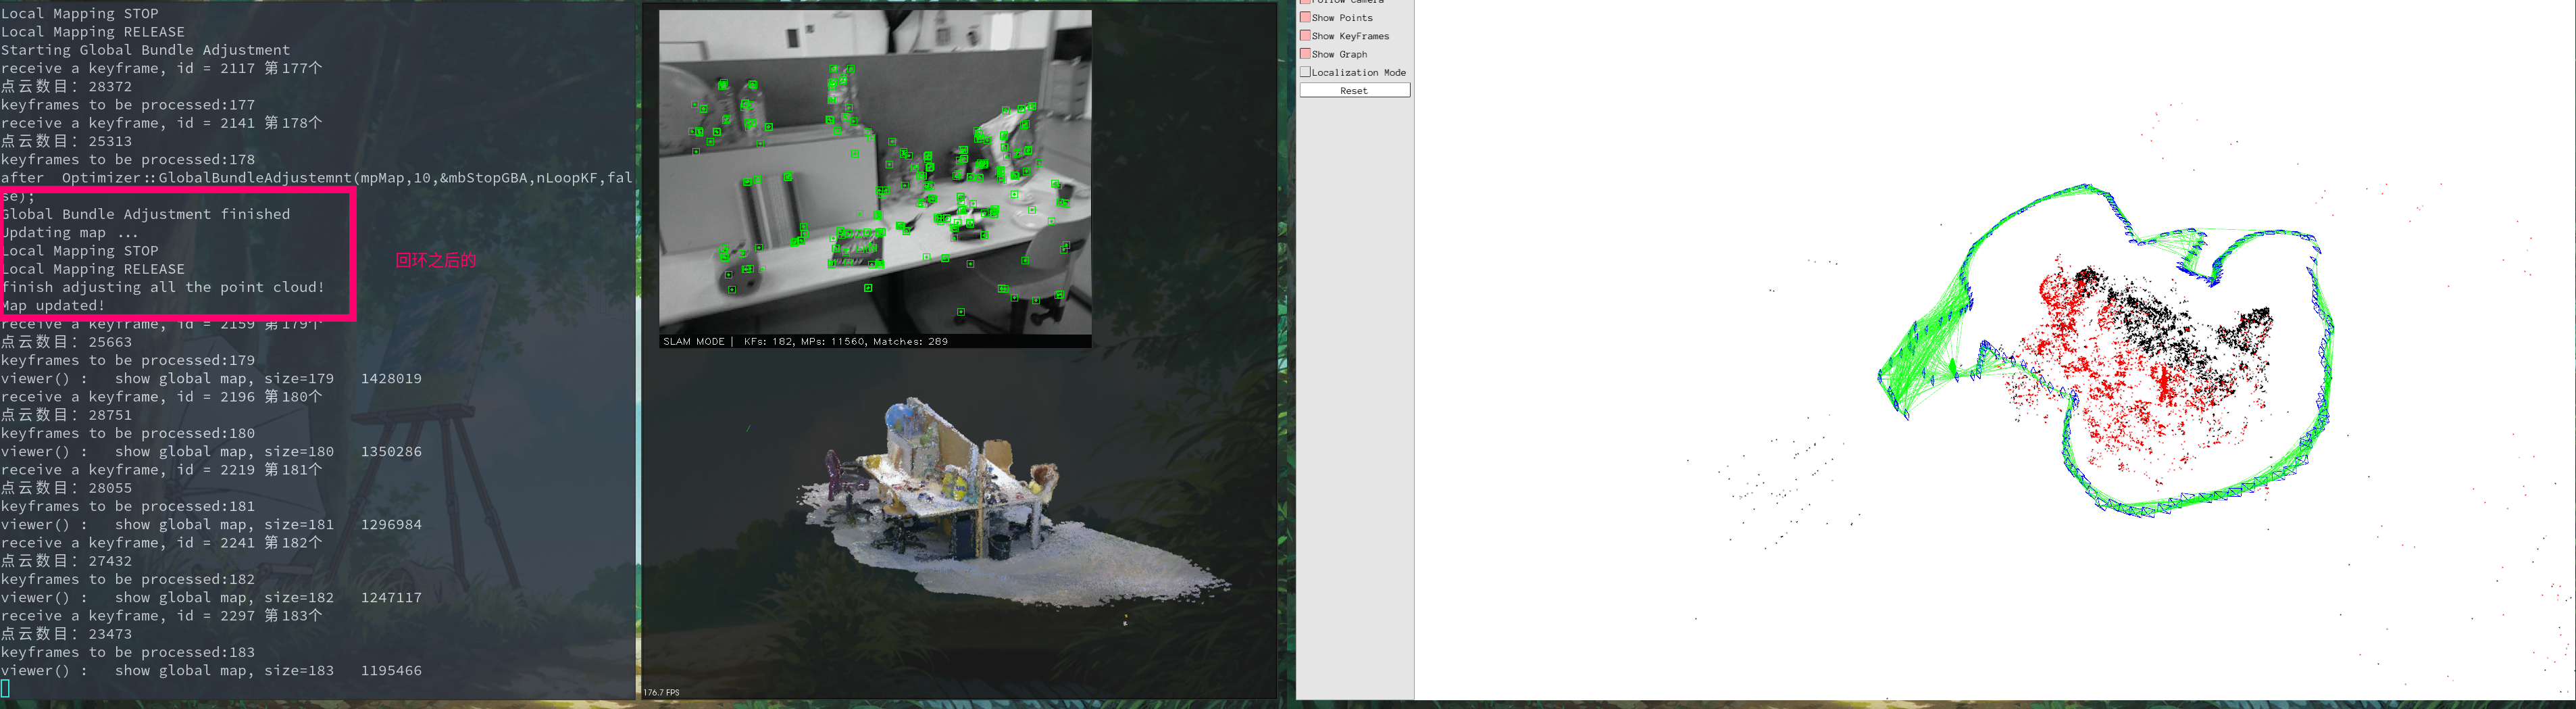 Local Mapping STOP
Local Mapping RELEASE
Starting Global Bundle Adjustment
receive a keyframe, id = 2117 第177个
点云数目：28372
keyframes to be processed:177
receive a keyframe, id = 2141 第178个
点云数目：25313
keyframes to be processed:178
after  Optimizer::GlobalBundleAdjustemnt(mpMap,10,&mbStopGBA,nLoopKF,fal
se);
Global Bundle Adjustment finished
Updating map ...
Local Mapping STOP
Local Mapping RELEASE
finish adjusting all the point cloud!
Map updated!
receive a keyframe, id = 2159 第179个
点云数目：25663
keyframes to be processed:179
viewer() :   show global map, size=179   1428019
receive a keyframe, id = 2196 第180个
点云数目：28751
keyframes to be processed:180
viewer() :   show global map, size=180   1350286
receive a keyframe, id = 2219 第181个
点云数目：28055
keyframes to be processed:181
viewer() :   show global map, size=181   1296984
receive a keyframe, id = 2241 第182个
点云数目：27432
keyframes to be processed:182
viewer() :   show global map, size=182   1247117
receive a keyframe, id = 2297 第183个
点云数目：23473
keyframes to be processed:183
viewer() :   show global map, size=183   1195466
回环之后的
SLAM MODE |  KFs: 182, MPs: 11560, Matches: 289
176.7 FPS
Follow Camera
Show Points
Show KeyFrames
Show Graph
Localization Mode
Reset